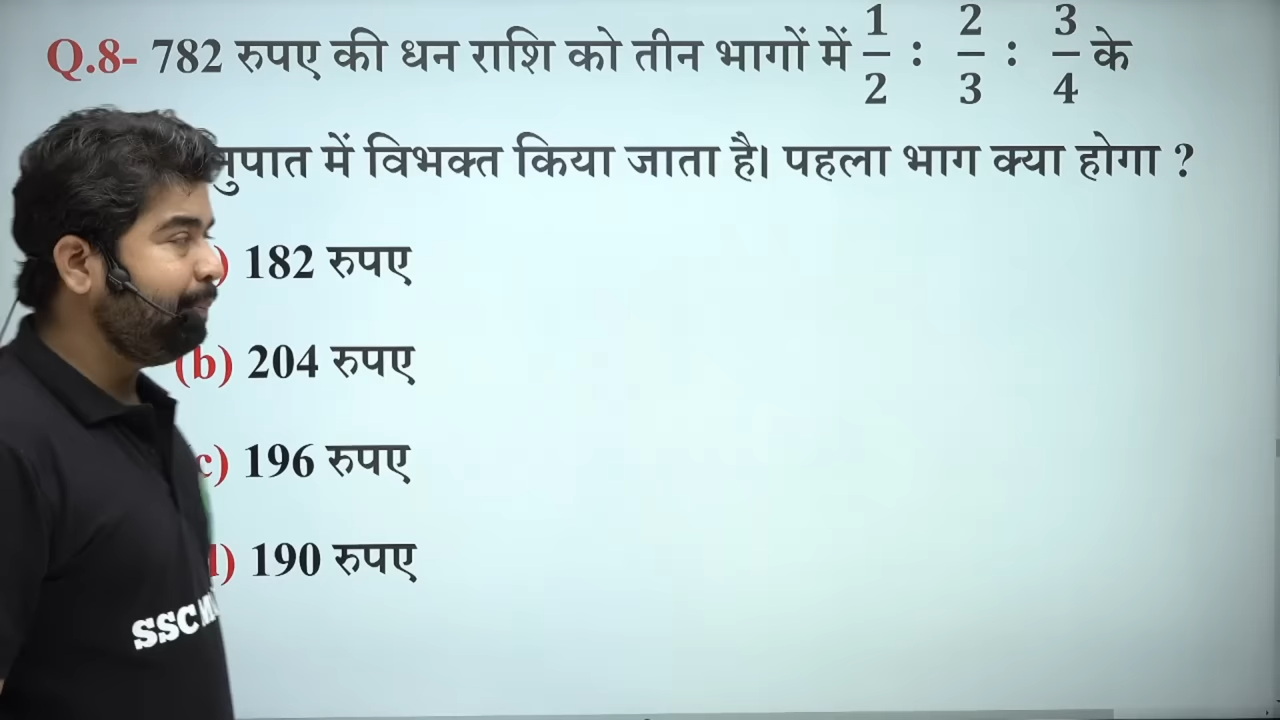 Q.8- 782 रुपए की धन राशि को तीन भागों में 1/2 : 2/3 : 3/4 के
में विभक्त किया जाता है। पहला भाग क्या होगा ?
) 182 रुपए
(b) 204 रुपए
c) 196 रुपए
) 190 रुपए
SSC